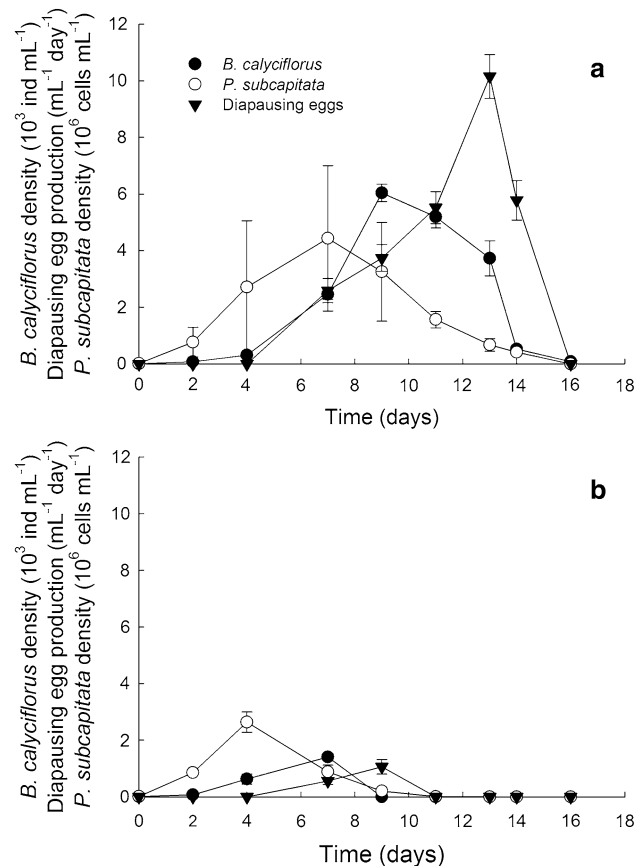 B. calyciflorus density (10³ ind mL⁻¹)
Diapausing egg production (mL⁻¹ day⁻¹)
P. subcapitata density (10⁶ cells mL⁻¹)
12
10
8
6
4
2
0
B. calyciflorus
P. subcapitata
Diapausing eggs
a
0 2 4 6 8 10 12 14 16 18
Time (days)
B. calyciflorus density (10³ ind mL⁻¹)
Diapausing egg production (mL⁻¹ day⁻¹)
P. subcapitata density (10⁶ cells mL⁻¹)
12
10
8
6
4
2
0
b
0 2 4 6 8 10 12 14 16 18
Time (days)